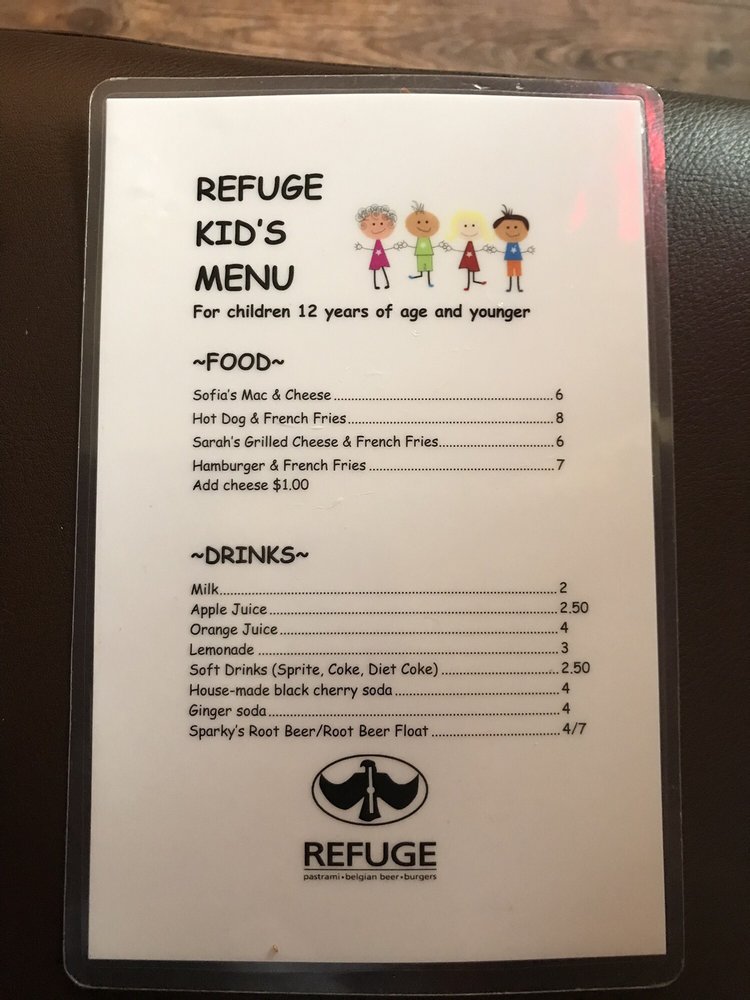 REFUGE
KID'S
MENU
For children 12 years of age and younger
~FOOD~
Sofia's Mac & Cheese........................................................6
Hot Dog & French Fries.....................................................8
Sarah's Grilled Cheese & French Fries..............................6
Hamburger & French Fries ................................................7
Add cheese $1.00
~DRINKS~
Milk.....................................................................................2
Apple Juice.........................................................................2.50
Orange Juice......................................................................4
Lemonade ...........................................................................3
Soft Drinks (Sprite, Coke, Diet Coke) .............................2.50
House-made black cherry soda.........................................4
Ginger soda.........................................................................4
Sparky's Root Beer/Root Beer Float ................................4/7
REFUGE
pastrami•belgian beer•burgers